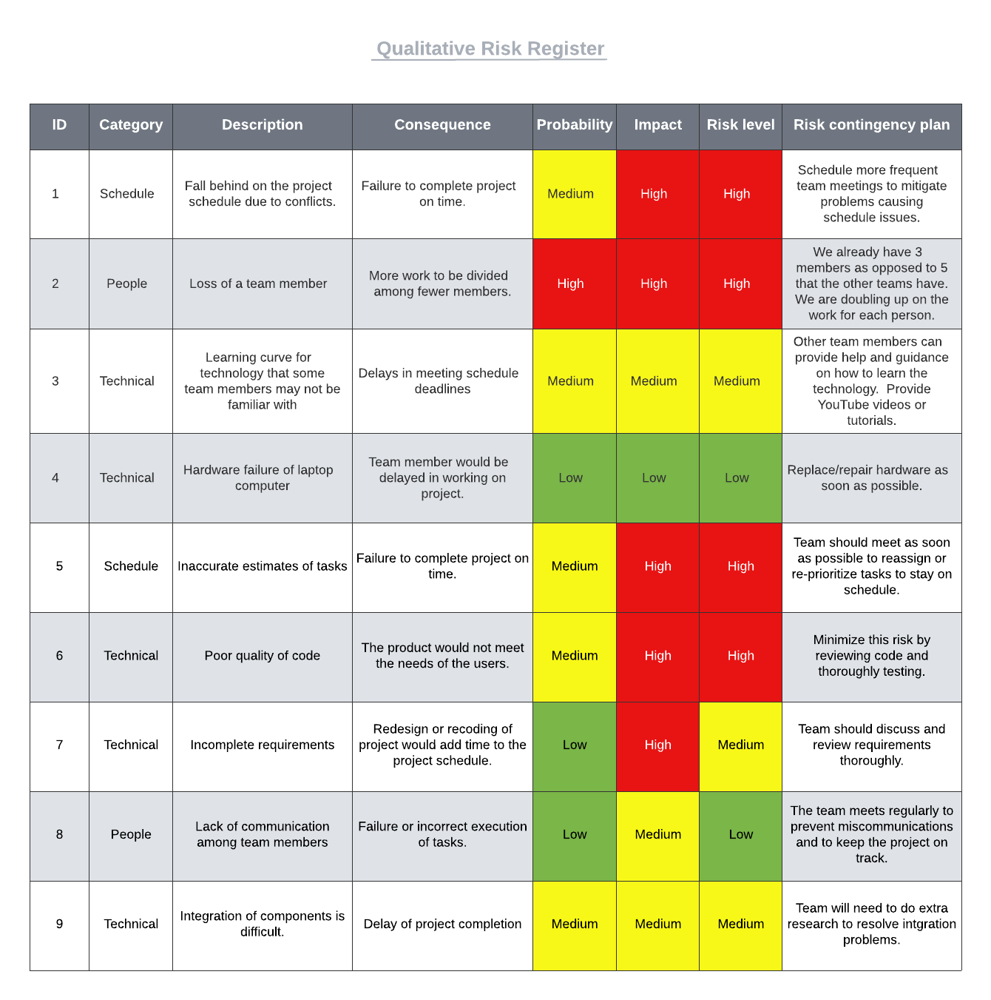 Qualitative Risk Register
ID Category Description Consequence Probability Impact Risk level Risk contingency plan
1
Schedule
Fall behind on the project
schedule due to conflicts.
Failure to complete project
on time.
Medium
High
High
Schedule more frequent
team meetings to mitigate
problems causing
schedule issues.
2
People
Loss of a team member
More work to be divided
among fewer members.
High
High
High
We already have 3
members as opposed to 5
that the other teams have.
We are doubling up on the
work for each person.
3
Technical
Learning curve for
technology that some
team members may not be
familiar with
Delays in meeting schedule
deadlines
Medium
Medium
Medium
Other team members can
provide help and guidance
on how to learn the
technology.  Provide
YouTube videos or
tutorials.
4
Technical
Hardware failure of laptop
computer
Team member would be
delayed in working on
project.
Low
Low
Low
Replace/repair hardware as
soon as possible.
5
Schedule
Inaccurate estimates of tasks
Failure to complete project on
time.
Medium
High
High
Team should meet as soon
as possible to reassign or
re-prioritize tasks to stay on
schedule.
6
Technical
Poor quality of code
The product would not meet
the needs of the users.
Medium
High
High
Minimize this risk by
reviewing code and
thoroughly testing.
7
Technical
Incomplete requirements
Redesign or recoding of
project would add time to the
project schedule.
Low
High
Medium
Team should discuss and
review requirements
thoroughly.
8
People
Lack of communication
among team members
Failure or incorrect execution
of tasks.
Low
Medium
Low
The team meets regularly to
prevent miscommunications
and to keep the project on
track.
9
Technical
Integration of components is
difficult.
Delay of project completion
Medium
Medium
Medium
Team will need to do extra
research to resolve intgration
problems.